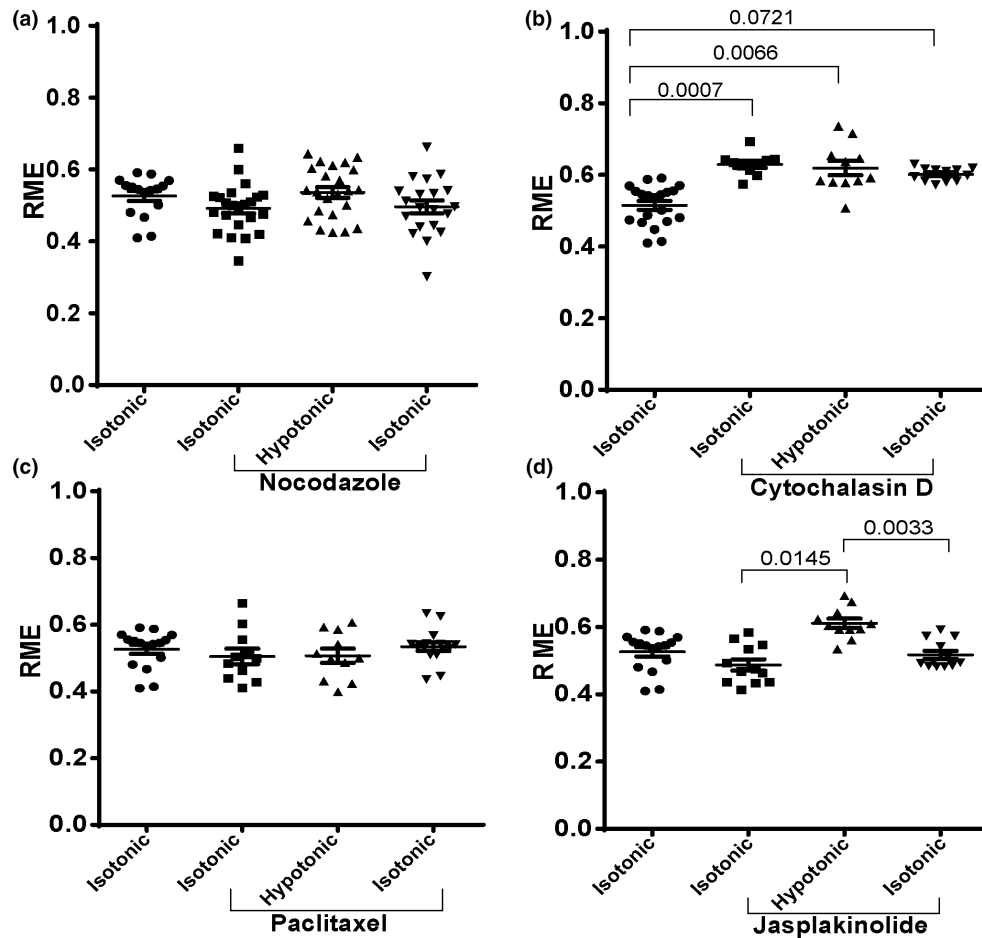 (a)
1.0
0.8
0.6
0.4
0.2
0.0
RME
Isotonic
Isotonic
Hypotonic
Isotonic
Nocodazole
(b)
1.0
0.8
0.6
0.4
0.2
0.0
RME
0.0721
0.0066
0.0007
Isotonic
Isotonic
Hypotonic
Isotonic
Cytochalasin D
(c)
1.0
0.8
0.6
0.4
0.2
0.0
RME
Isotonic
Isotonic
Hypotonic
Isotonic
Paclitaxel
(d)
1.0
0.8
0.6
0.4
0.2
0.0
R ME
0.0033
0.0145
Isotonic
Isotonic
Hypotonic
Isotonic
Jasplakinolide